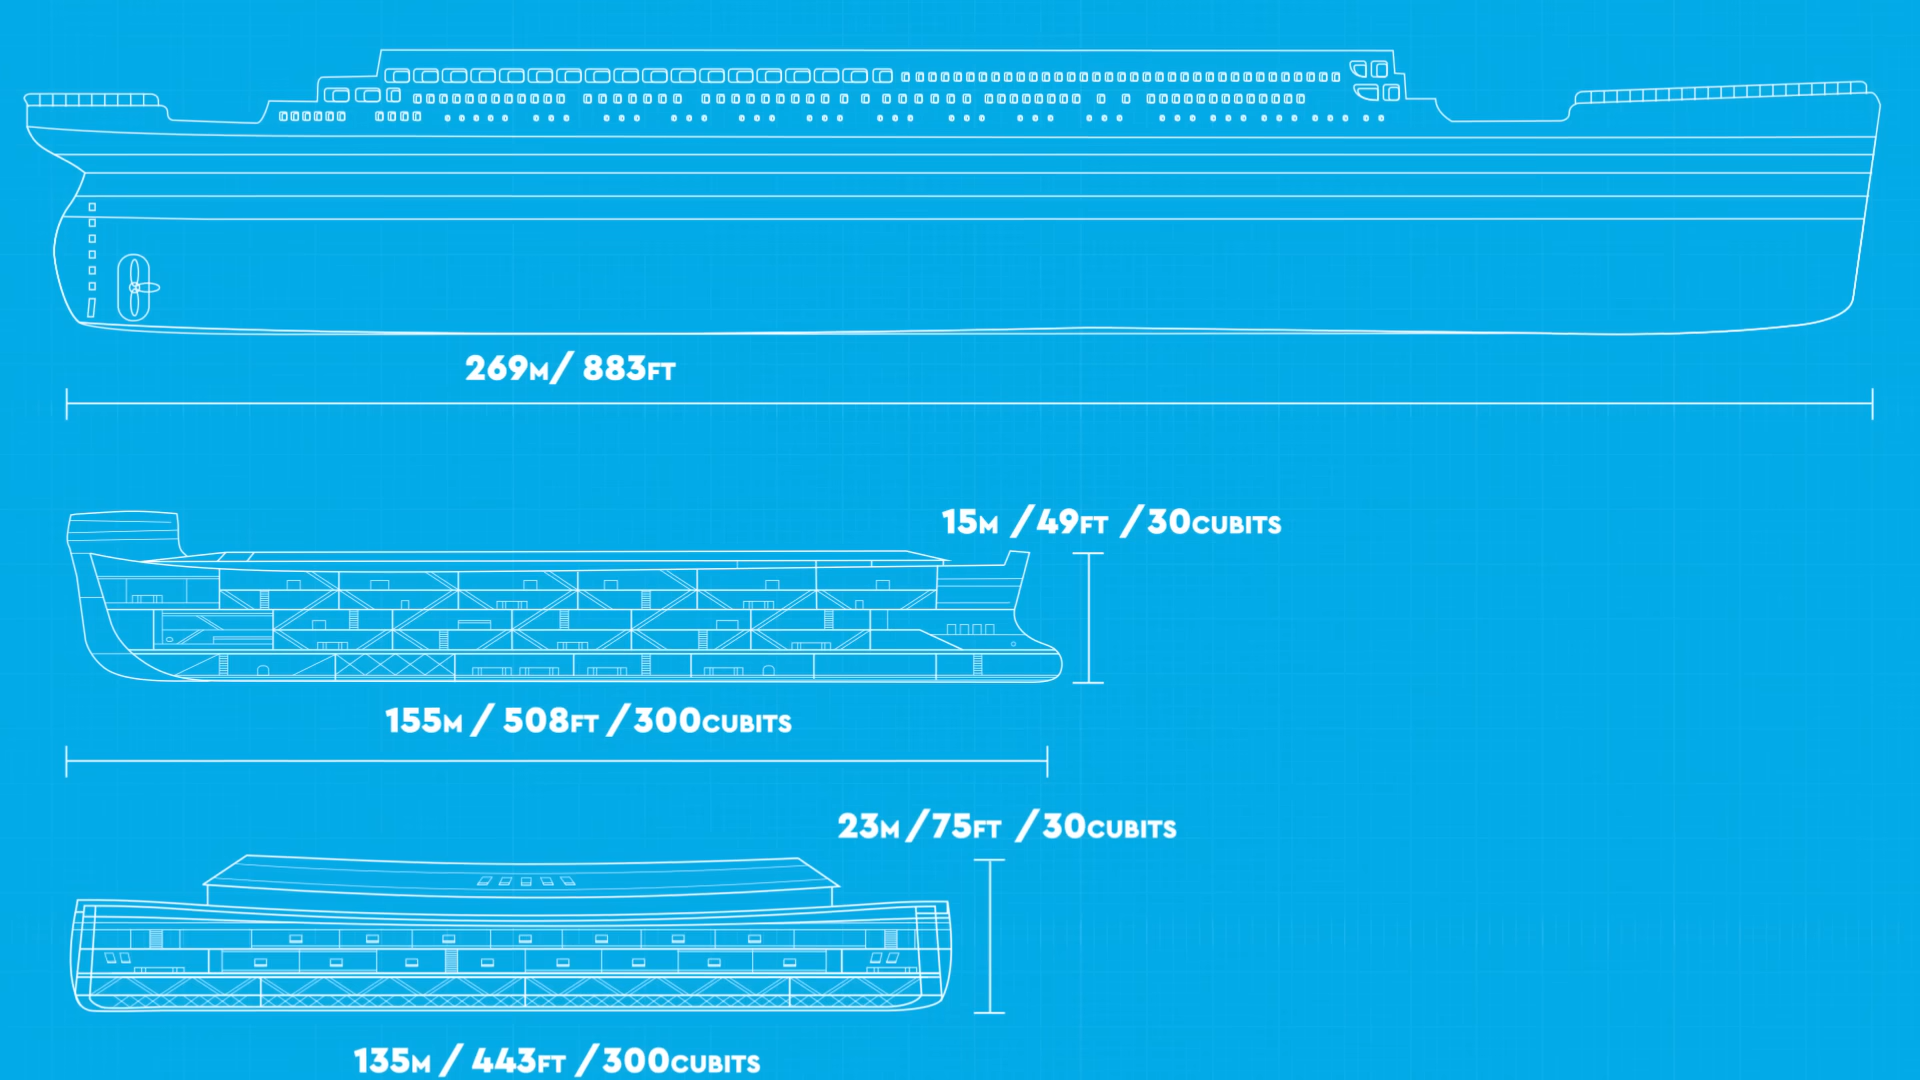 269M/ 883FT
15M /49FT /30CUBITS
155M / 508FT /300CUBITS
23M /75FT /30CUBITS
135M / 443FT /300CUBITS